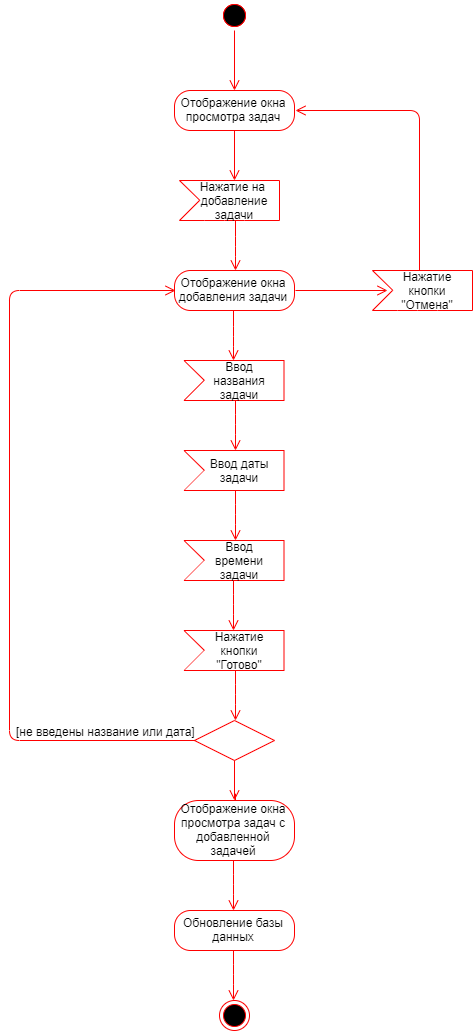 Отображение окна
просмотра задач
Нажатие на
добавление
задачи
Отображение окна
добавления задачи
Нажатие
кнопки
"Отмена"
Ввод
названия
задачи
Ввод даты
задачи
Ввод
времени
задачи
Нажатие
кнопки
"Готово"
[не введены название или дата]
Отображение окна
просмотра задач с
добавленной
задачей
Обновление базы
данных